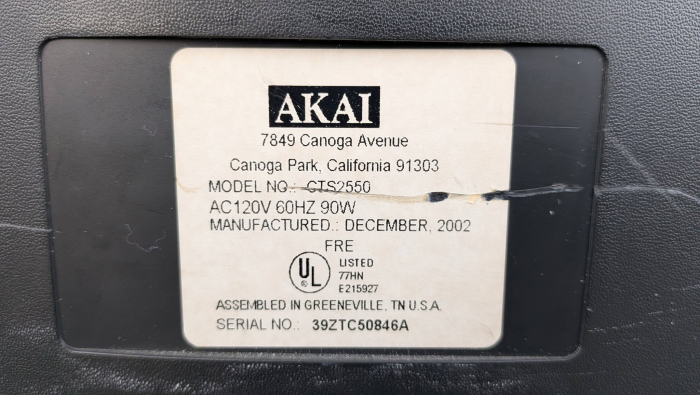 AKAI
7849 Canoga Avenue
Canoga Park, California 91303
MODEL NO.: CTS2550
AC120V 60HZ 90W
MANUFACTURED.: DECEMBER, 2002
FRE
UL ® LISTED
77HN
E215927
ASSEMBLED IN GREENEVILLE, TN U.S.A.
SERIAL NO.: 39ZTC50846A